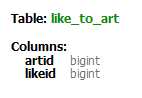 Table: like_to_art
Columns:
artid bigint
likeid bigint